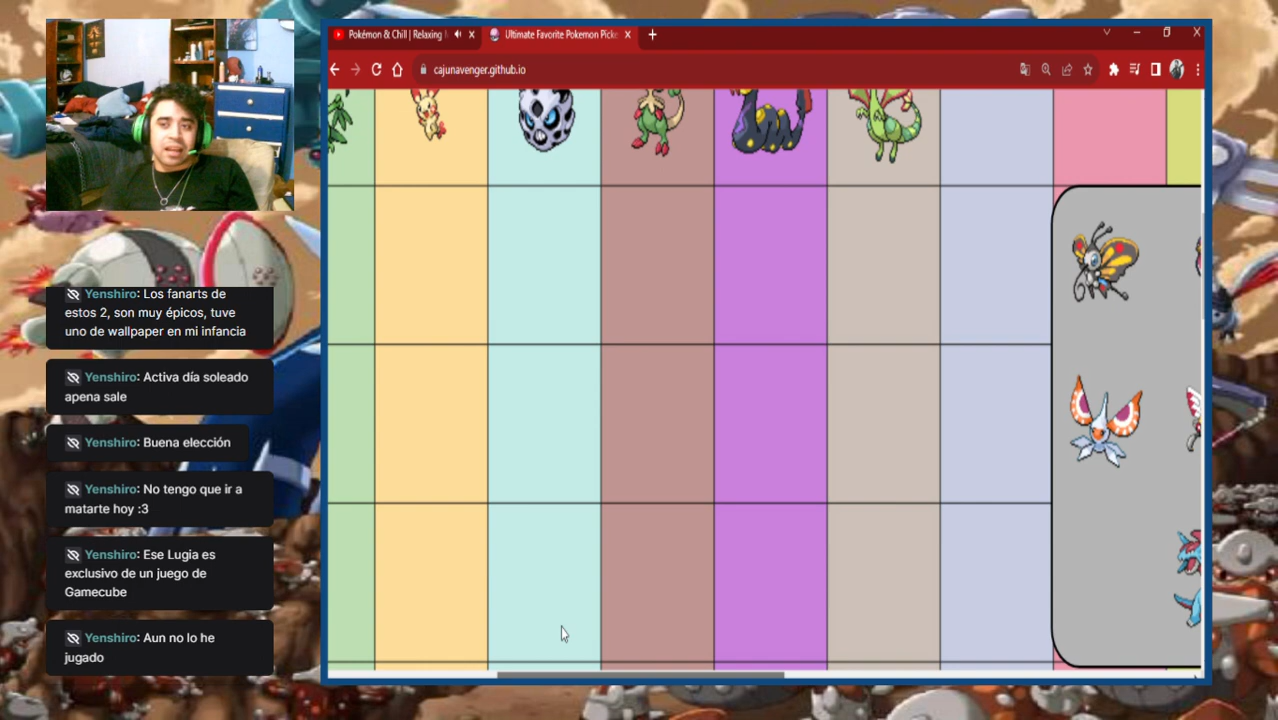 Pokémon & Chill | Relaxing
Ultimate Favorite Pokemon Picke
cajunavenger.github.io
Yenshiro: Los fanarts de
estos 2, son muy épicos, tuve
uno de wallpaper en mi infancia
Yenshiro: Activa día soleado
apena sale
Yenshiro: Buena elección
Yenshiro: No tengo que ir a
matarte hoy :3
Yenshiro: Ese Lugia es
exclusivo de un juego de
Gamecube
Yenshiro: Aun no lo he
jugado